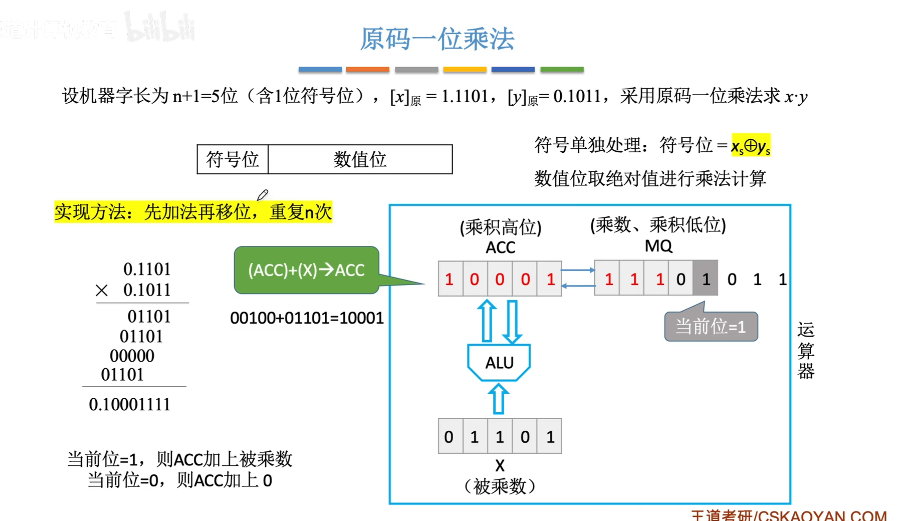 bilibili
原码一位乘法
设机器字长为 n+1=5位（含1位符号位），[x]原 = 1.1101，[y]原= 0.1011，采用原码一位乘法求 x·y
符号位 数值位
符号单独处理：符号位 = xs⊕ys
数值位取绝对值进行乘法计算
实现方法：先加法再移位，重复n次
(乘积高位)
ACC
(乘数、乘积低位)
MQ
(ACC)+(X)→ACC
1 0 0 0 1
1 1 1 0 1 0 1 1
00100+01101=10001
当前位=1
0.1101
× 0.1011
01101
01101
00000
01101
0.10001111
ALU
运算器
0 1 1 0 1
X
（被乘数）
当前位=1，则ACC加上被乘数
当前位=0，则ACC加上 0
王道考研/CSKAOYAN.COM